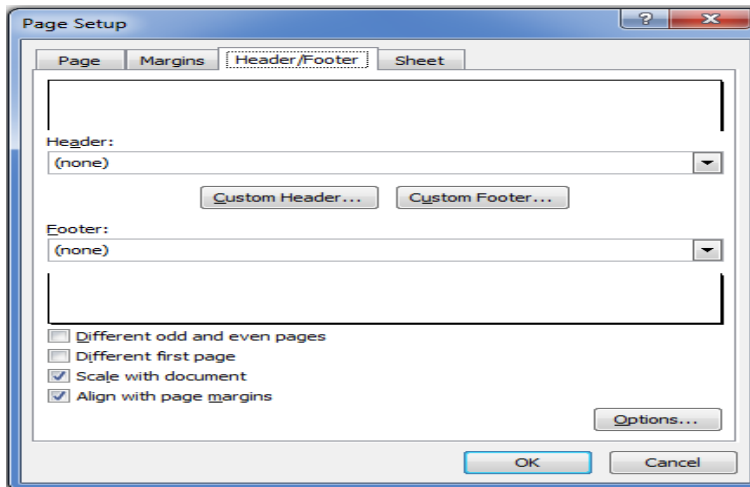 Page Setup
Page Margins Header/Footer Sheet
Header:
(none)
Custom Header... Custom Footer...
Footer:
(none)
Different odd and even pages
Different first page
Scale with document
Align with page margins
Options...
OK Cancel